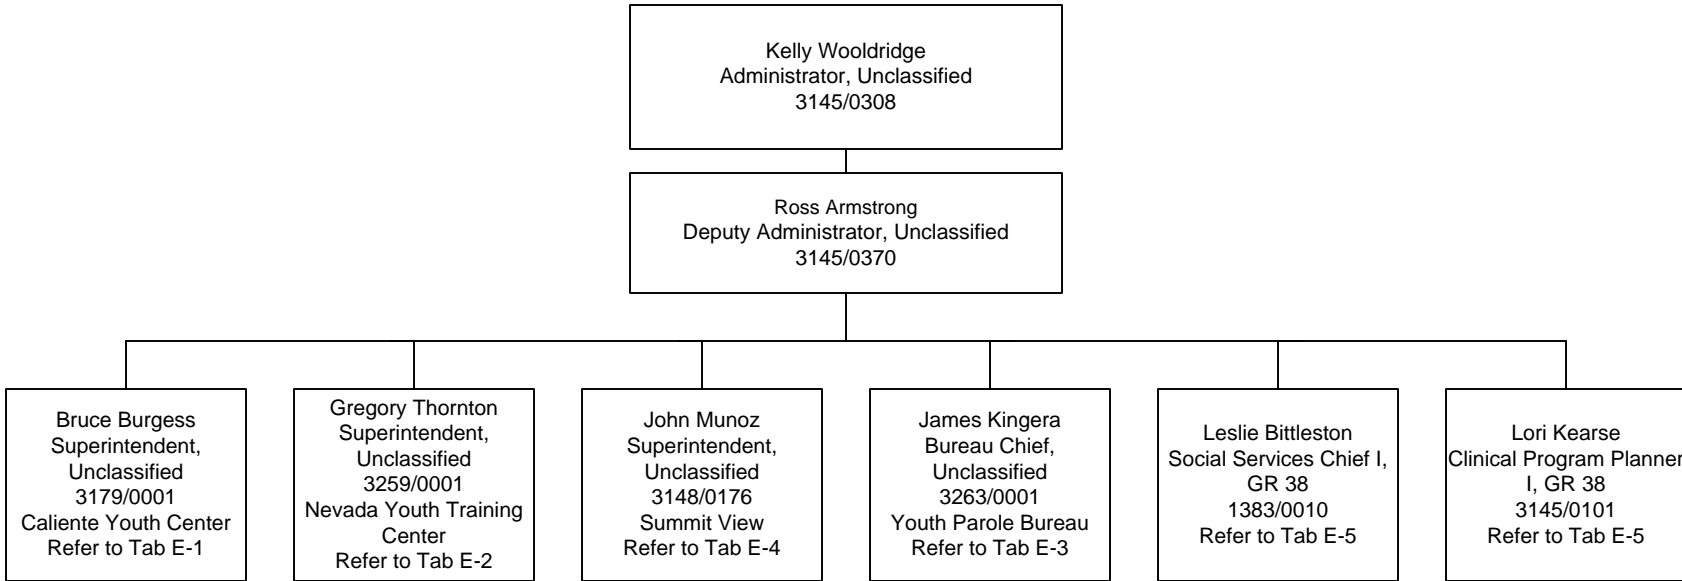 Kelly Wooldridge
Administrator, Unclassified
3145/0308
Ross Armstrong
Deputy Administrator, Unclassified
3145/0370
Bruce Burgess
Superintendent,
Unclassified
3179/0001
Caliente Youth Center
Refer to Tab E-1
Gregory Thornton
Superintendent,
Unclassified
3259/0001
Nevada Youth Training
Center
Refer to Tab E-2
John Munoz
Superintendent,
Unclassified
3148/0176
Summit View
Refer to Tab E-4
James Kingera
Bureau Chief,
Unclassified
3263/0001
Youth Parole Bureau
Refer to Tab E-3
Leslie Bittleston
Social Services Chief I,
GR 38
1383/0010
Refer to Tab E-5
Lori Kearse
Clinical Program Planner
I, GR 38
3145/0101
Refer to Tab E-5